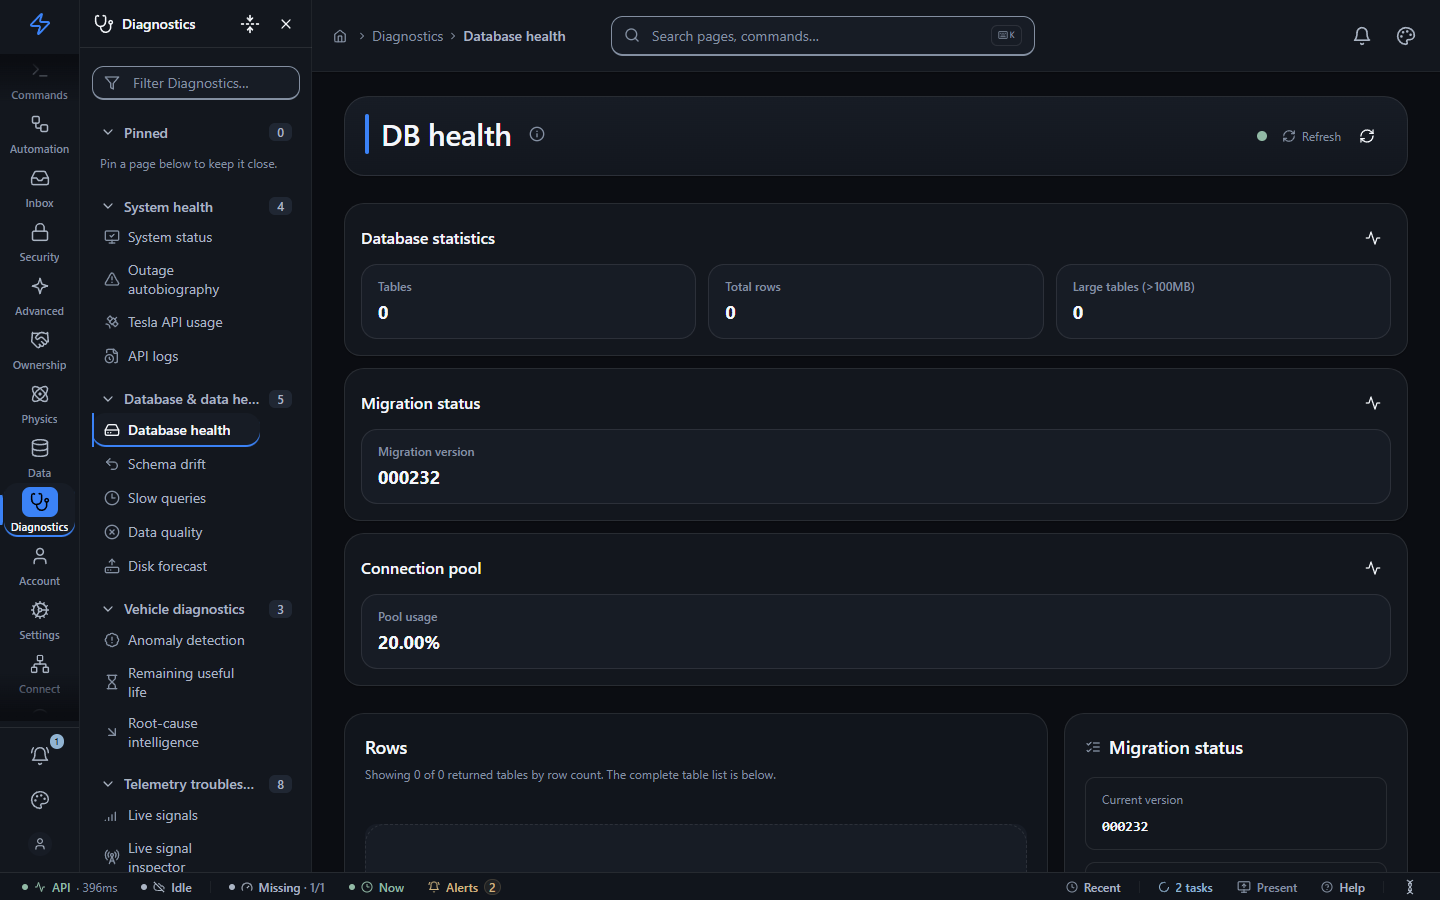 Commands
Automation
Inbox
Security
Advanced
Ownership
Physics
Data
Diagnostics
Account
Settings
Connect
1
Diagnostics
Filter Diagnostics...
Pinned 0
Pin a page below to keep it close.
System health 4
System status
Outage
autobiography
Tesla API usage
API logs
Database & data he... 5
Database health
Schema drift
Slow queries
Data quality
Disk forecast
Vehicle diagnostics 3
Anomaly detection
Remaining useful
life
Root-cause
intelligence
Telemetry troubles... 8
Live signals
Live signal
inspector
Diagnostics Database health
Search pages, commands...
K
DB health
Refresh
Database statistics
Tables
0
Total rows
0
Large tables (>100MB)
0
Migration status
Migration version
000232
Connection pool
Pool usage
20.00%
Rows
Showing 0 of 0 returned tables by row count. The complete table list is below.
Migration status
Current version
000232
API · 396ms
Idle
Missing · 1/1
Now
Alerts 2
Recent
2 tasks
Present
Help